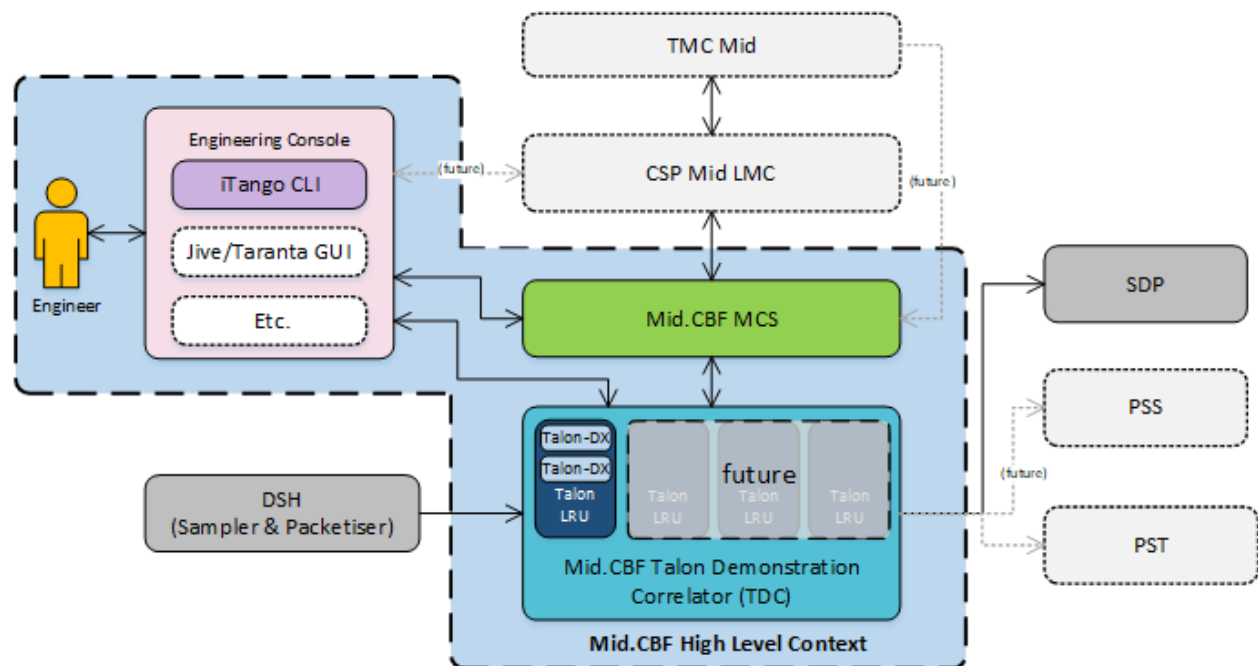 TMC Mid
Engineering Console
iTango CLI
(future)
CSP Mid LMC
(future)
Jive/Taranta GUI
Engineer
Etc.
Mid.CBF MCS
SDP
PSS
Talon-DX
Talon-DX
Talon
LRU
future
Talon
LRU
Talon
LRU
Talon
LRU
(future)
DSH
(Sampler & Packetiser)
PST
Mid.CBF Talon Demonstration
Correlator (TDC)
Mid.CBF High Level Context